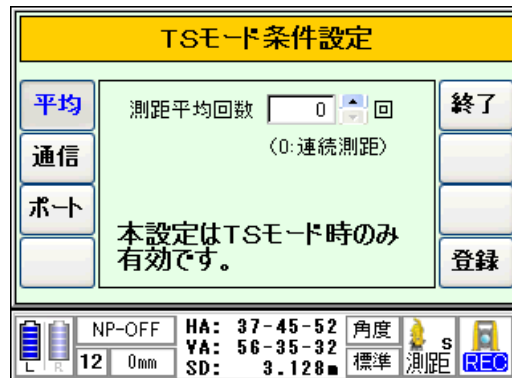 TSモード条件設定
平均
測距平均回数 0 回
終了
(0:連続測距)
通信
ポート
本設定はTSモード時のみ
有効です。
登録
NP-OFF
HA: 37-45-52
角度
VA: 56-35-32
L R
12 0mm
SD: 3.128m
標準
測距
S
REC